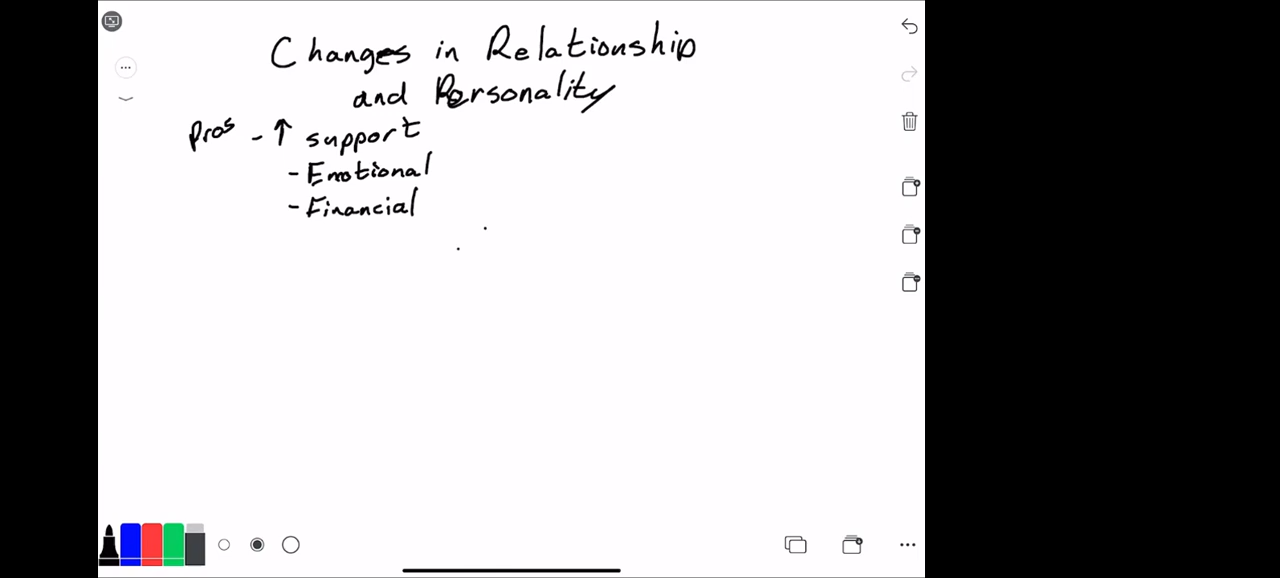 Changes in Relationship
and Personality
Pros - ↑ support
- Emotional
- Financial